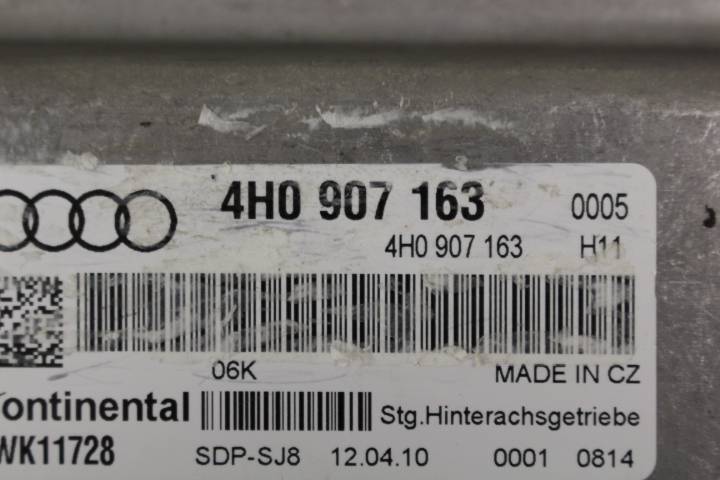 4H0 907 163 0005
4H0 907 163 H11
06K MADE IN CZ
ontinental Stg.Hinterachsgetriebe
WK11728 SDP-SJ8 12.04.10 0001 0814